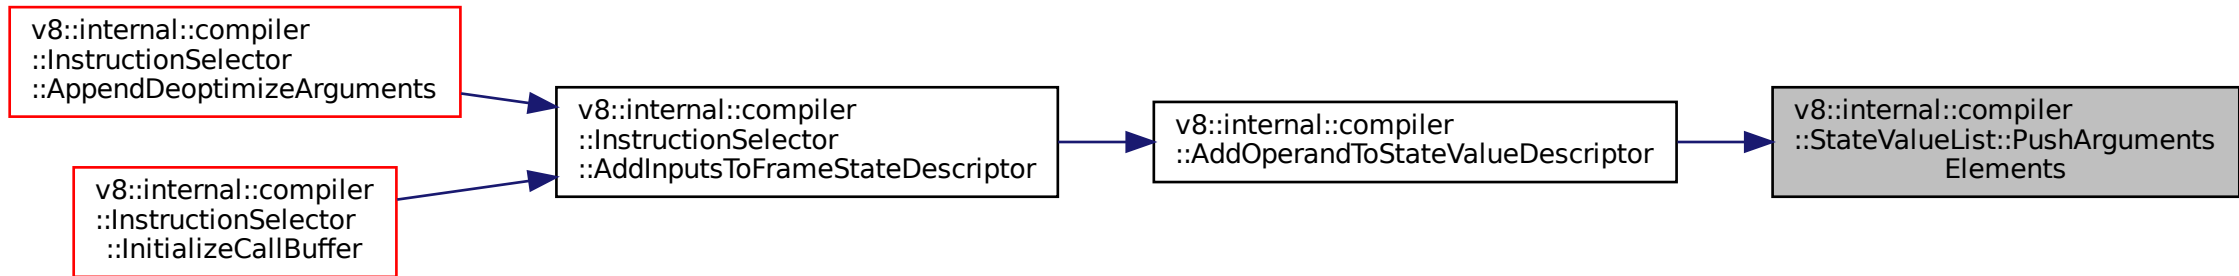 v8::internal::compiler
::InstructionSelector
::AppendDeoptimizeArguments
v8::internal::compiler
::InstructionSelector
::InitializeCallBuffer
v8::internal::compiler
::InstructionSelector
::AddInputsToFrameStateDescriptor
v8::internal::compiler
::AddOperandToStateValueDescriptor
v8::internal::compiler
::StateValueList::PushArguments
Elements